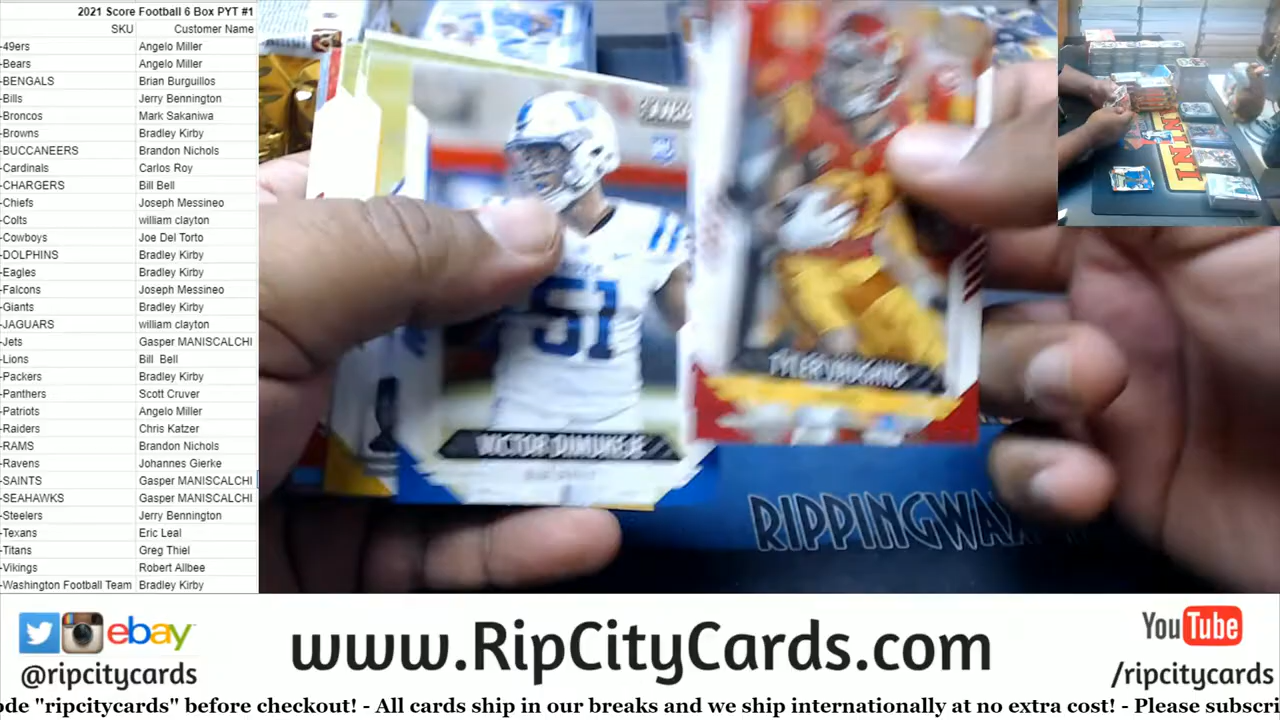 2021 Score Football 6 Box PYT #1
SKU Customer Name
-49ers Angelo Miller
-Bears Angelo Miller
-BENGALS Brian Burguillos
-Bills Jerry Bennington
-Broncos Mark Sakaniwa
-Browns Bradley Kirby
-BUCCANEERS Brandon Nichols
-Cardinals Carlos Roy
-CHARGERS Bill Bell
-Chiefs Joseph Messineo
-Colts william clayton
-Cowboys Joe Del Torto
-DOLPHINS Bradley Kirby
-Eagles Bradley Kirby
-Falcons Joseph Messineo
-Giants Bradley Kirby
-JAGUARS william clayton
-Jets Gasper MANISCALCHI
-Lions Bill Bell
-Packers Bradley Kirby
-Panthers Scott Cruver
-Patriots Angelo Miller
-Raiders Chris Katzer
-RAMS Brandon Nichols
-Ravens Johannes Gierke
-SAINTS Gasper MANISCALCHI
-SEAHAWKS Gasper MANISCALCHI
-Steelers Jerry Bennington
-Texans Eric Leal
-Titans Greg Thiel
-Vikings Robert Allbee
-Washington Football Team Bradley Kirby
51
VICTOR DIMUKEJE
TYLER VAUGHNS
RIPPINGWAX
ebay
@ripcitycards
www.RipCityCards.com
YouTube
/ripcitycards
ode "ripcitycards" before checkout! - All cards ship in our breaks and we ship internationally at no extra cost! - Please subscri